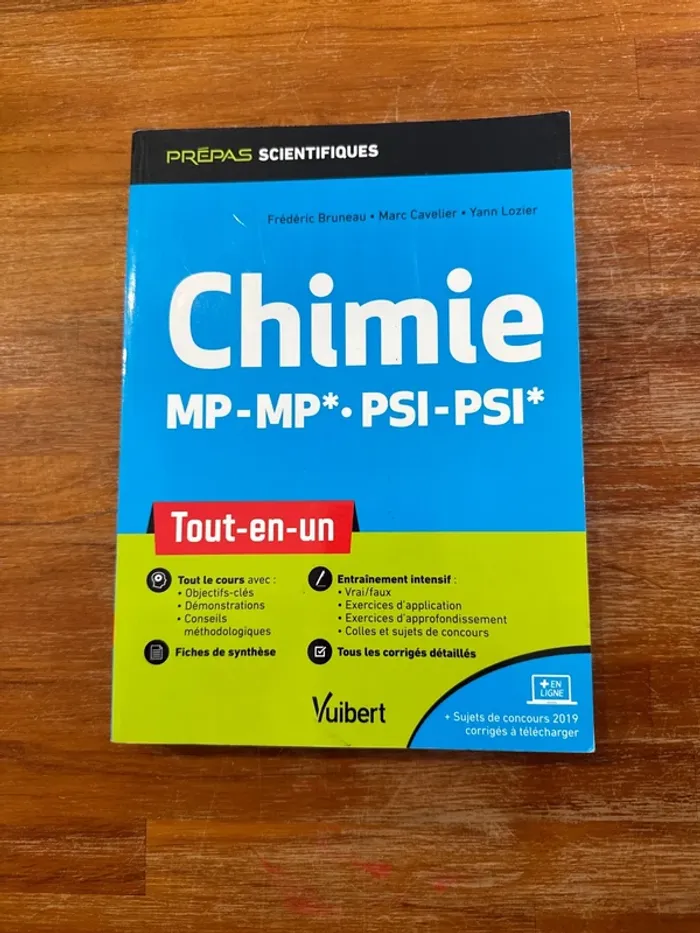 PRÉPAS SCIENTIFIQUES
Frédéric Bruneau • Marc Cavelier • Yann Lozier
Chimie
MP-MP*• PSI-PSI*
Tout-en-un
Tout le cours avec :
• Objectifs-clés
• Démonstrations
• Conseils
méthodologiques
Fiches de synthèse
Entraînement intensif :
• Vrai/faux
• Exercices d'application
• Exercices d'approfondissement
• Colles et sujets de concours
Tous les corrigés détaillés
Vuibert
+ EN
LIGNE
+ Sujets de concours 2019
corrigés à télécharger